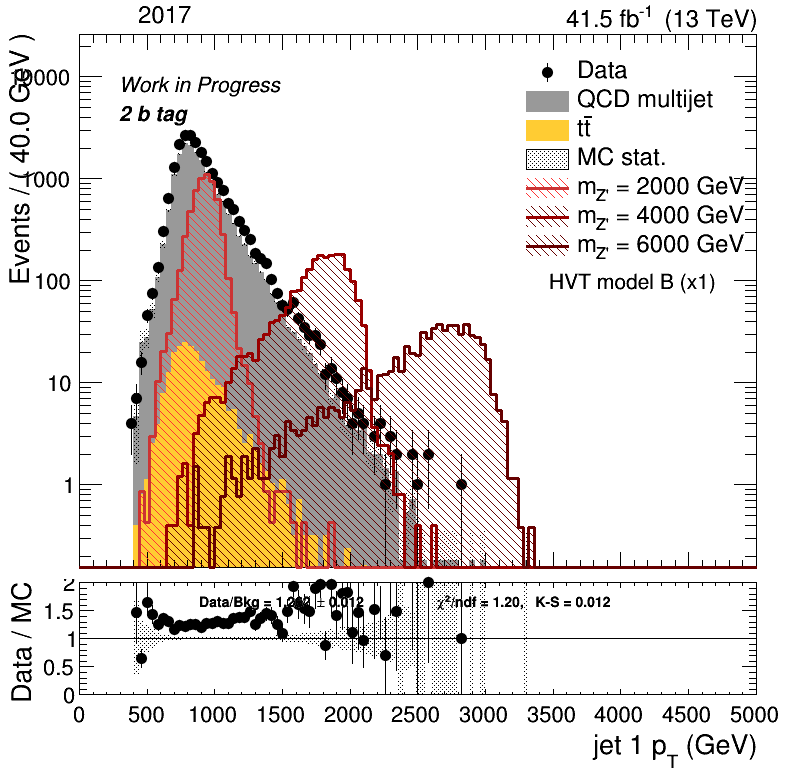 2017
41.5 fb⁻¹ (13 TeV)
Events / ( 40.0 GeV )
10000
1000
100
10
1
Work in Progress
2 b tag
Data
QCD multijet
tt̄
MC stat.
m_Z' = 2000 GeV
m_Z' = 4000 GeV
m_Z' = 6000 GeV
HVT model B (x1)
Data / MC
2
1.5
1
0.5
0
Data/Bkg = ± 0.012
χ²/ndf = 1.20, K-S = 0.012
0 500 1000 1500 2000 2500 3000 3500 4000 4500 5000
jet 1 p_T (GeV)